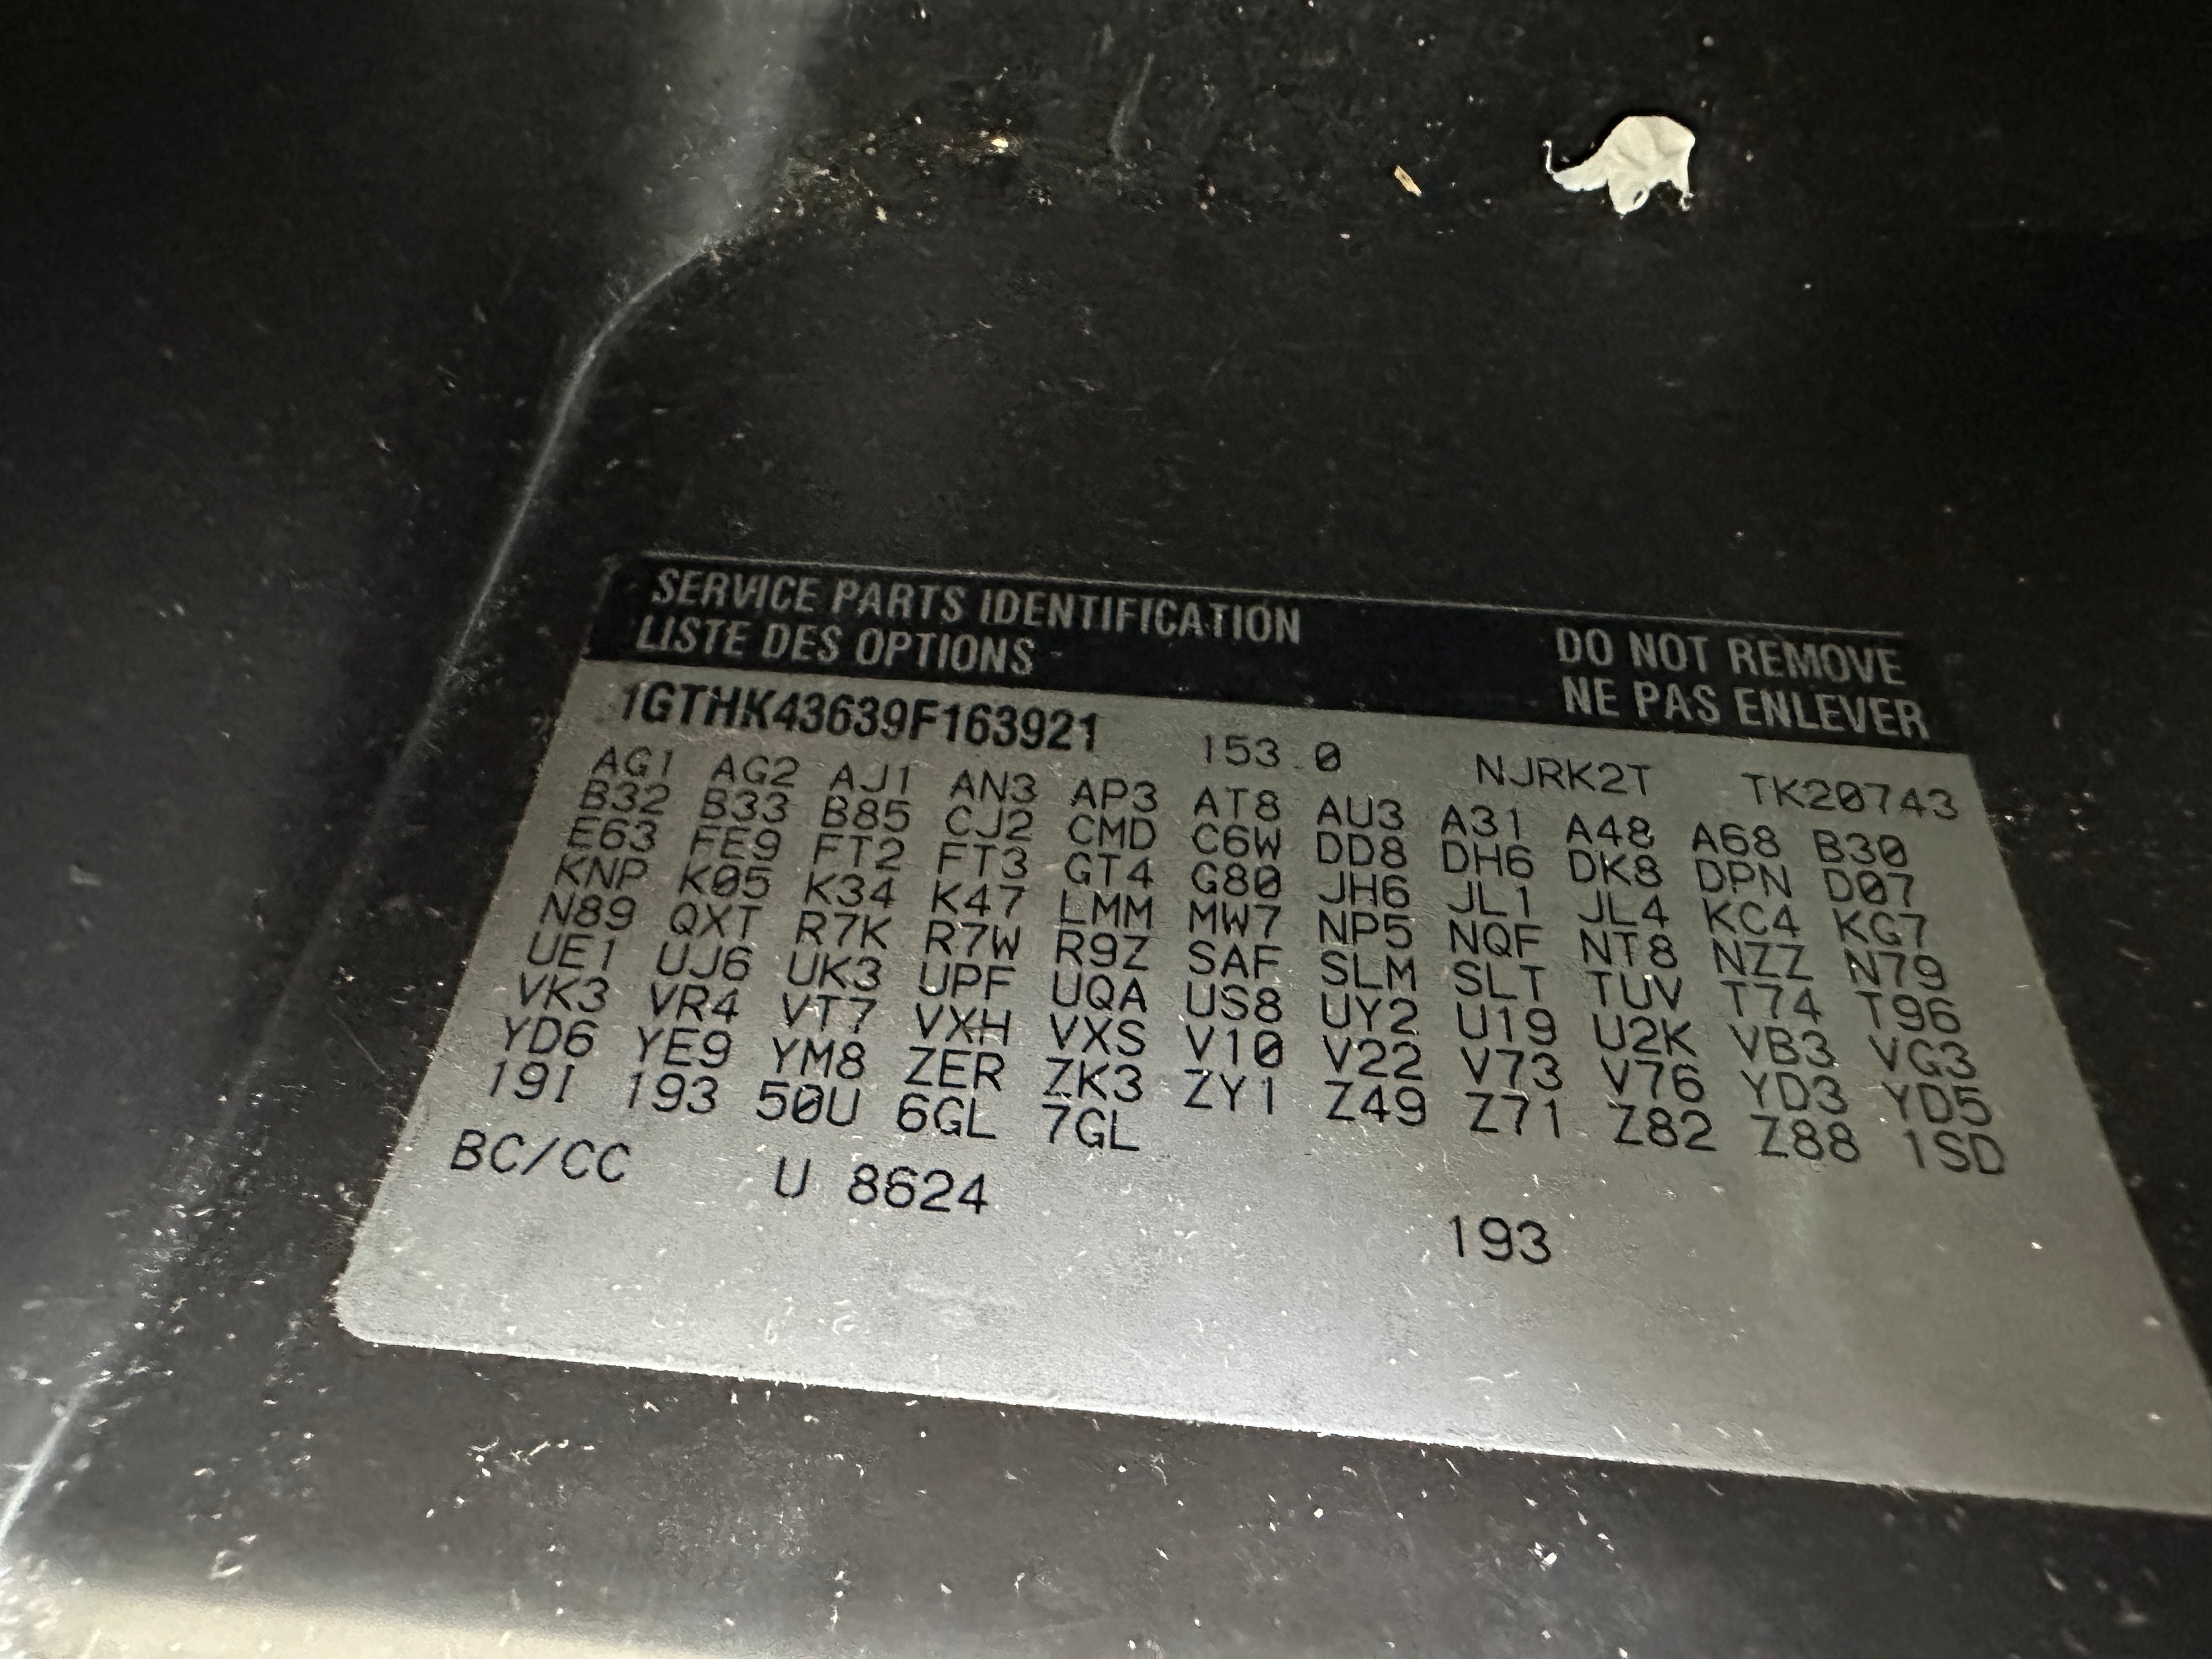 SERVICE PARTS IDENTIFICATION DO NOT REMOVE
LISTE DES OPTIONS NE PAS ENLEVER
1GTHK43639F163921 153.0 NJRK2T TK20743
AG1 AG2 AJ1 AN3 AP3 AT8 AU3 A31 A48 A68 B30
B32 B33 B85 CJ2 CMD C6W DD8 DH6 DK8 DPN D07
E63 FE9 FT2 FT3 GT4 G80 JH6 JL1 JL4 KC4 KG7
KNP K05 K34 K47 LMM MW7 NP5 NQF NT8 NZZ N79
N89 QXT R7K R7W R9Z SAF SLM SLT TUV T74 T96
UE1 UJ6 UK3 UPF UQA US8 UY2 U19 U2K VB3 VG3
VK3 VR4 VT7 VXH VXS V10 V22 V73 V76 YD3 YD5
YD6 YE9 YM8 ZER ZK3 ZY1 Z49 Z71 Z82 Z88 1SD
19I 193 50U 6GL 7GL
BC/CC U 8624 193